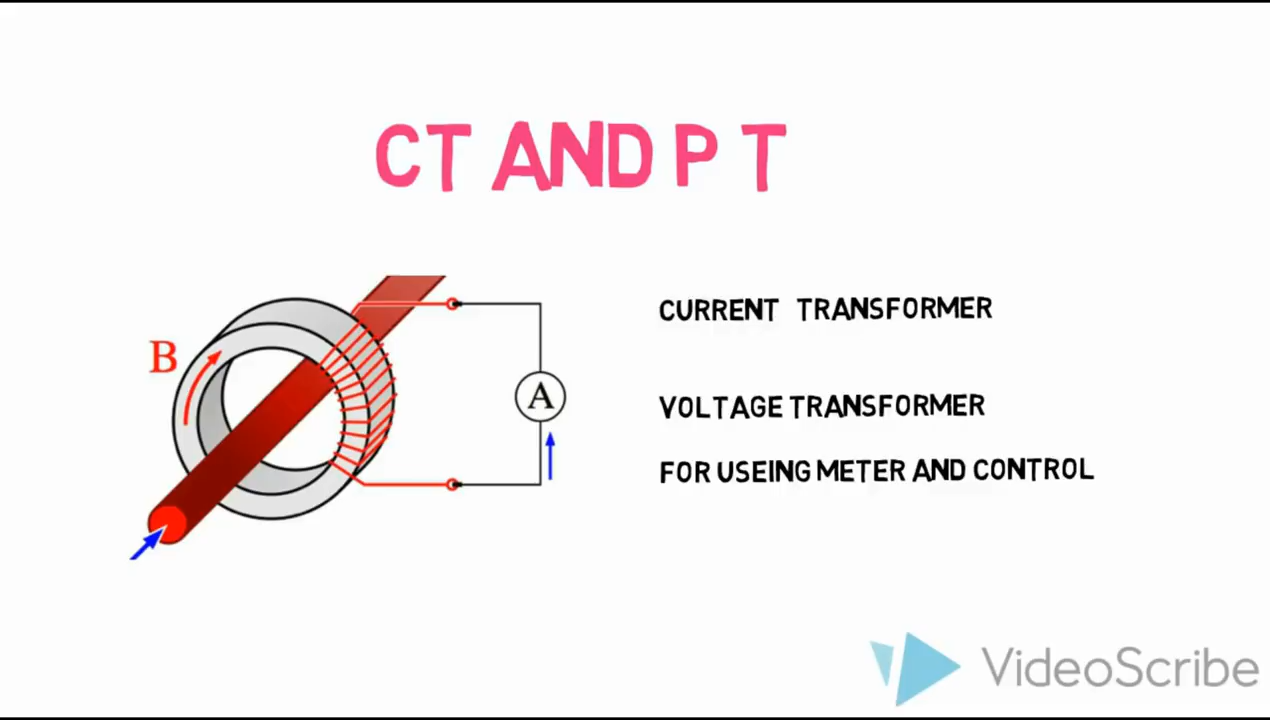 CT AND P T
B
A
CURRENT TRANSFORMER
VOLTAGE TRANSFORMER
FOR USEING METER AND CONTROL
VideoScribe